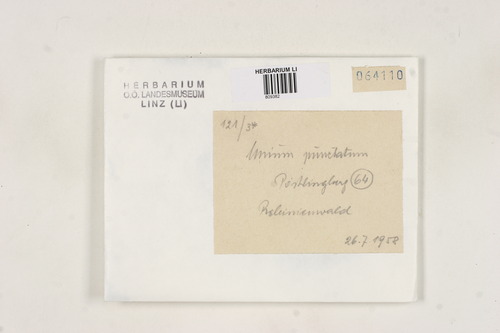 HERBARIUM
O.Ö. LANDESMUSEUM
LINZ (LI)
HERBARIUM LI
064110
121/34
Mnium punctatum
Pöstlingberg 64
26.7 1958